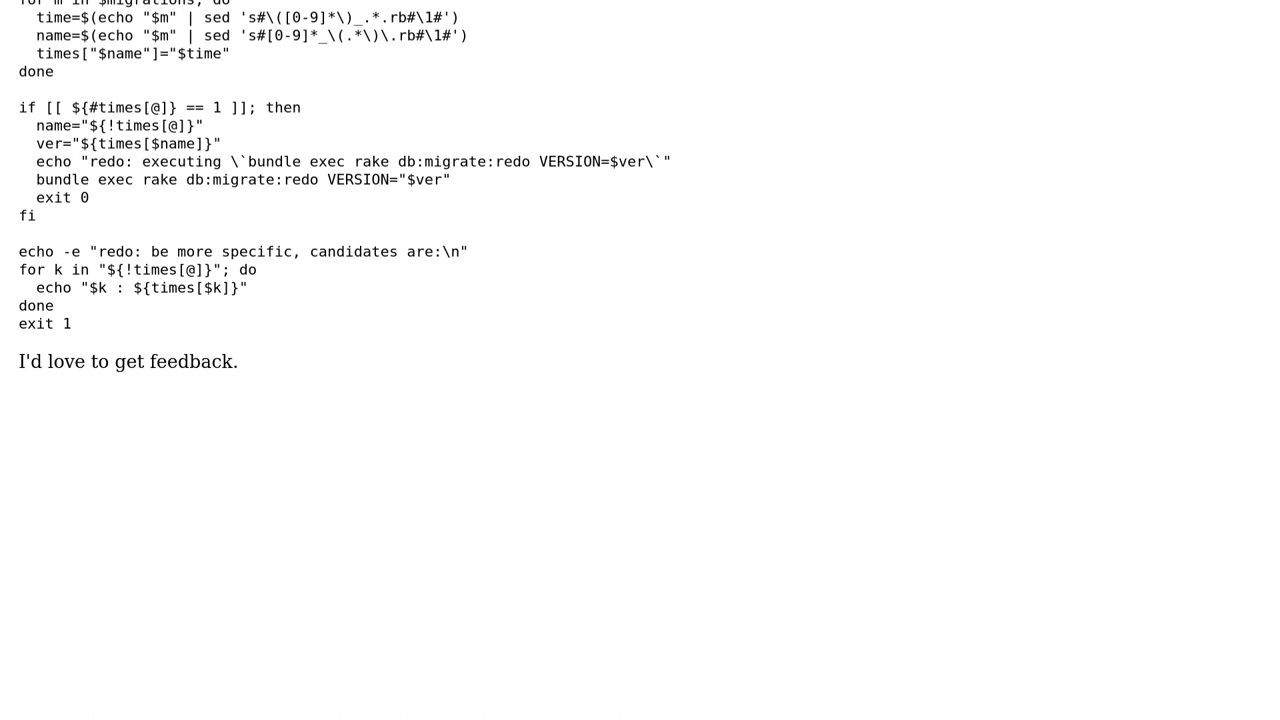 for m in $migrations; do
  time=$(echo "$m" | sed 's#\([0-9]*\)_.*.rb#\1#')
  name=$(echo "$m" | sed 's#[0-9]*_\(.*\)\.rb#\1#')
  times["$name"]="$time"
done

if [[ ${#times[@]} == 1 ]]; then
  name="${!times[@]}"
  ver="${times[$name]}"
  echo "redo: executing \`bundle exec rake db:migrate:redo VERSION=$ver\`"
  bundle exec rake db:migrate:redo VERSION="$ver"
  exit 0
fi

echo -e "redo: be more specific, candidates are:\n"
for k in "${!times[@]}"; do
  echo "$k : ${times[$k]}"
done
exit 1

I'd love to get feedback.